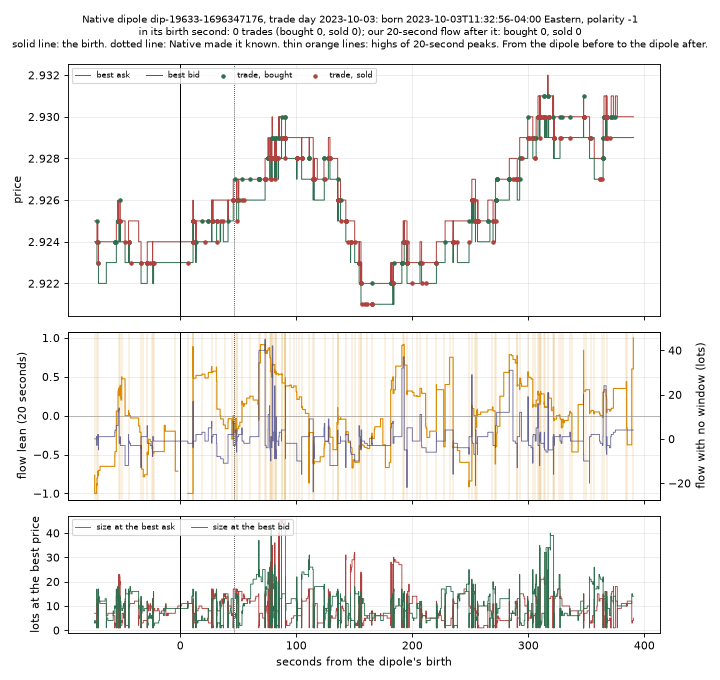 Native dipole dip-19633-1696347176, trade day 2023-10-03: born 2023-10-03T11:32:56-04:00 Eastern, polarity -1
in its birth second: 0 trades (bought 0, sold 0); our 20-second flow after it: bought 0, sold 0
solid line: the birth. dotted line: Native made it known. thin orange lines: highs of 20-second peaks. From the dipole before to the dipole after.
best ask best bid trade, bought trade, sold
2.932
2.930
2.928
2.926
2.924
2.922
price
1.0
0.5
0.0
−0.5
−1.0
flow lean (20 seconds)
40
20
0
−20
flow with no window (lots)
size at the best ask size at the best bid
40
30
20
10
0
lots at the best price
0 100 200 300 400
seconds from the dipole's birth